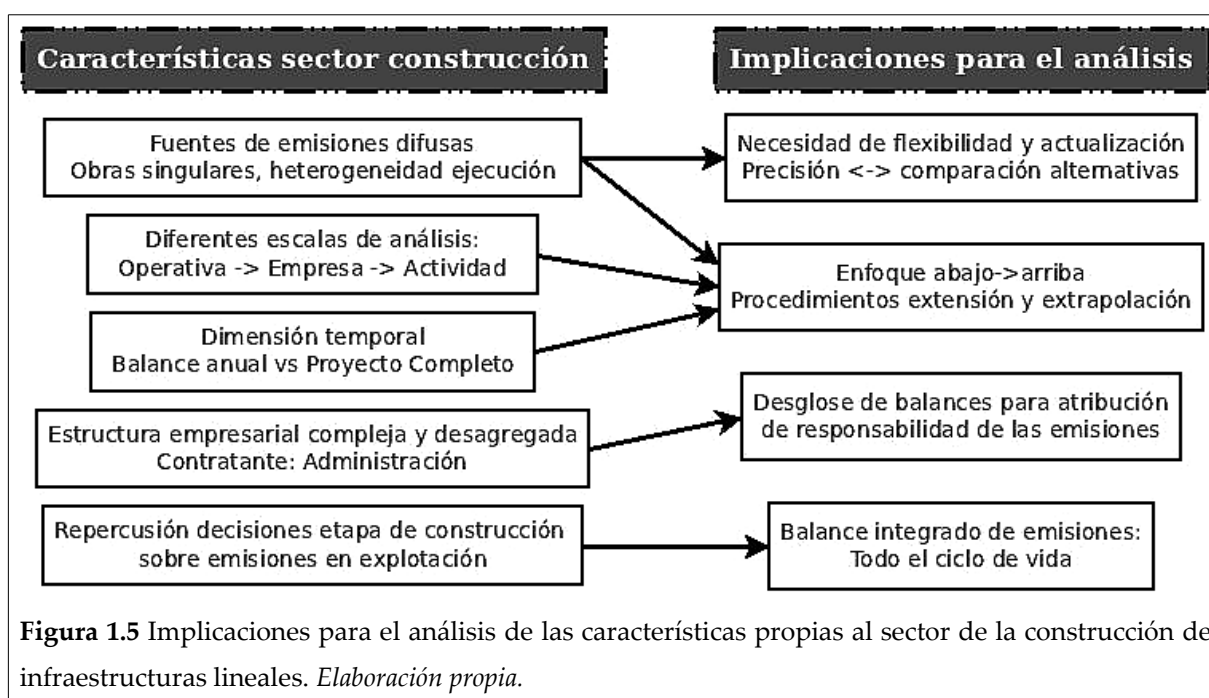 Características sector construcción
Implicaciones para el análisis
Fuentes de emisiones difusas
Obras singulares, heterogeneidad ejecución
Necesidad de flexibilidad y actualización
Precisión <-> comparación alternativas
Diferentes escalas de análisis:
Operativa -> Empresa -> Actividad
Enfoque abajo->arriba
Procedimientos extensión y extrapolación
Dimensión temporal
Balance anual vs Proyecto Completo
Estructura empresarial compleja y desagregada
Contratante: Administración
Desglose de balances para atribución
de responsabilidad de las emisiones
Repercusión decisiones etapa de construcción
sobre emisiones en explotación
Balance integrado de emisiones:
Todo el ciclo de vida
Figura 1.5 Implicaciones para el análisis de las características propias al sector de la construcción de
infraestructuras lineales. Elaboración propia.